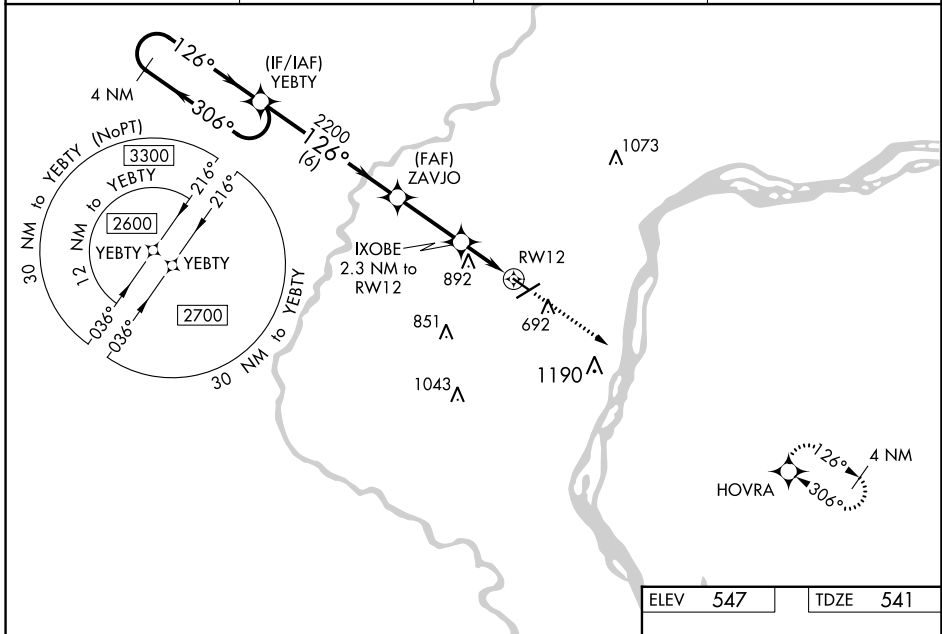 126°
(IF/IAF)
YEBTY
4 NM
306°
2200
126°
(6)
(FAF)
ZAVJO
1073
30 NM to YEBTY (NoPT)
3300
216°
216°
12 NM to YEBTY
2600
YEBTY
YEBTY
2700
036°
036°
30 NM to YEBTY
IXOBE
2.3 NM to
RW12
892
RW12
692
851
1190
1043
126°
4 NM
HOVRA
306°
ELEV 547
TDZE 541